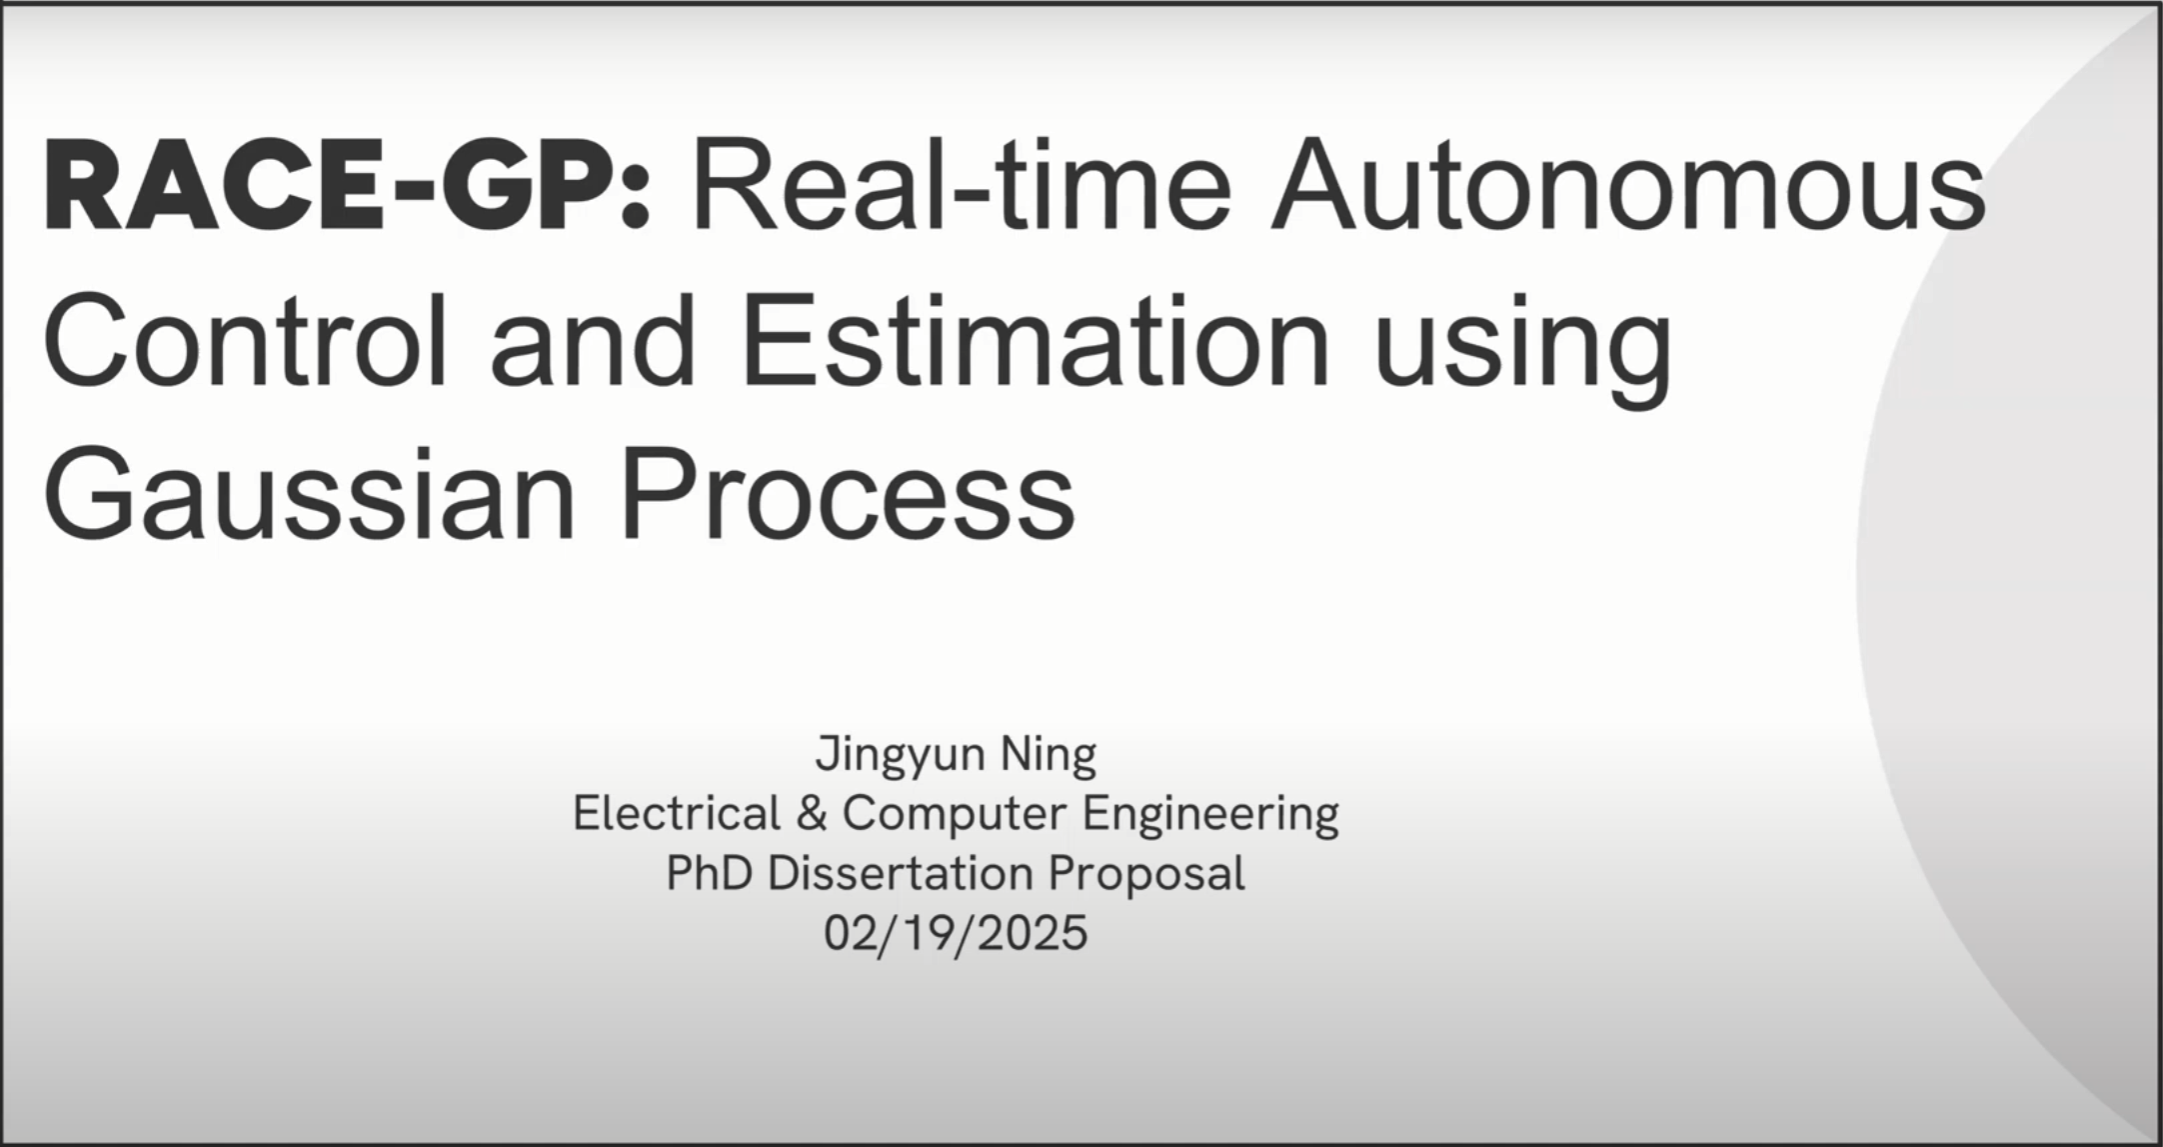 RACE-GP: Real-time Autonomous
Control and Estimation using
Gaussian Process
Jingyun Ning
Electrical & Computer Engineering
PhD Dissertation Proposal
02/19/2025